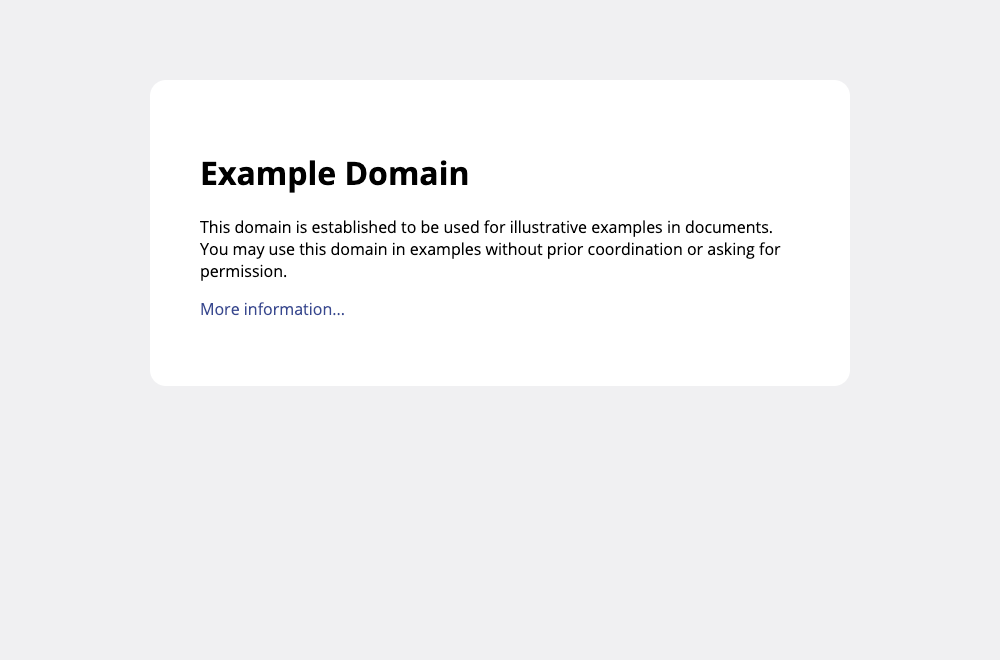 Example Domain
This domain is established to be used for illustrative examples in documents.
You may use this domain in examples without prior coordination or asking for
permission.
More information...